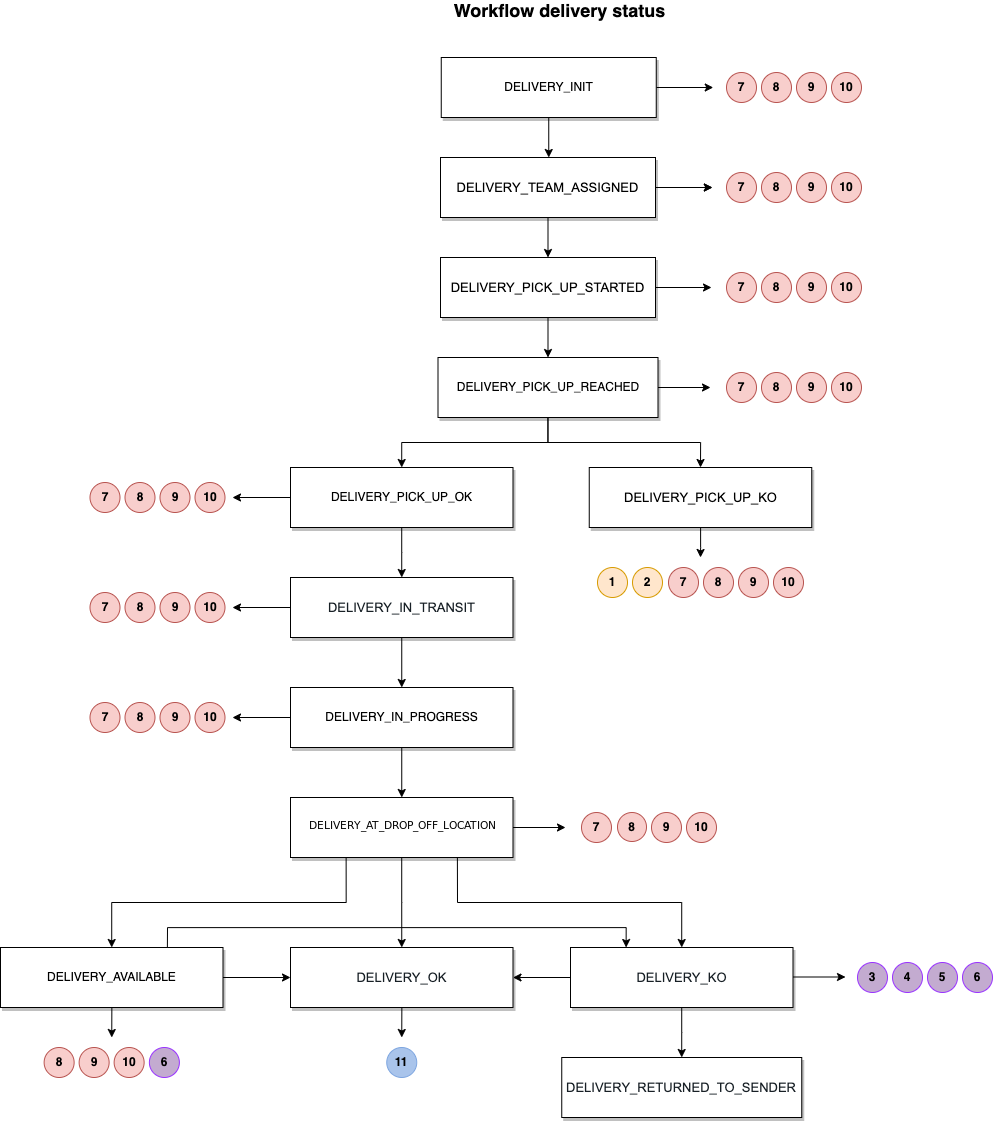 Workflow delivery status
DELIVERY_INIT
7 8 9 10
DELIVERY_TEAM_ASSIGNED
7 8 9 10
DELIVERY_PICK_UP_STARTED
7 8 9 10
DELIVERY_PICK_UP_REACHED
7 8 9 10
7 8 9 10
DELIVERY_PICK_UP_OK
DELIVERY_PICK_UP_KO
1 2 7 8 9 10
7 8 9 10
DELIVERY_IN_TRANSIT
7 8 9 10
DELIVERY_IN_PROGRESS
DELIVERY_AT_DROP_OFF_LOCATION
7 8 9 10
DELIVERY_AVAILABLE
DELIVERY_OK
DELIVERY_KO
3 4 5 6
8 9 10 6
11
DELIVERY_RETURNED_TO_SENDER